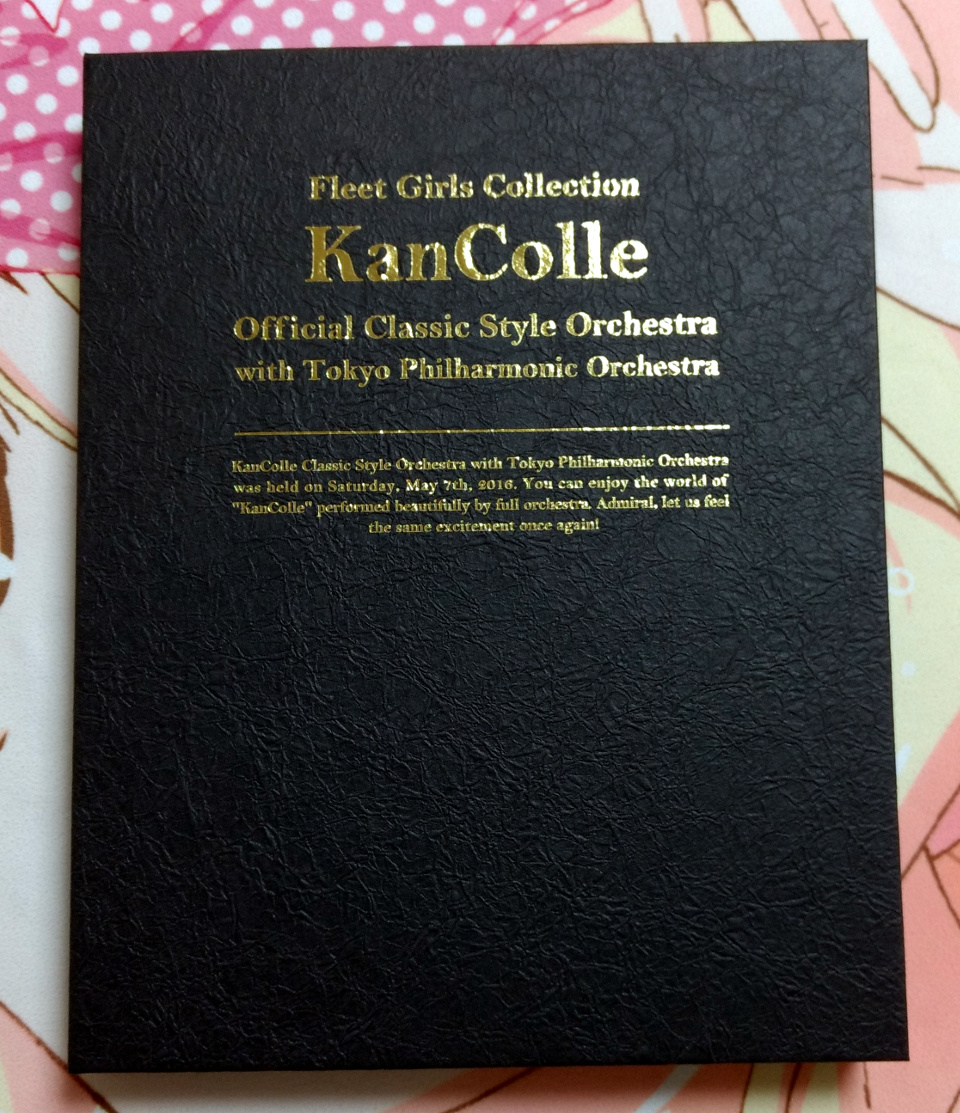 Fleet Girls Collection
KanColle
Official Classic Style Orchestra
with Tokyo Philharmonic Orchestra
KanColle Classic Style Orchestra with Tokyo Philharmonic Orchestra
was held on Saturday, May 7th, 2016. You can enjoy the world of
"KanColle" performed beautifully by full orchestra. Admiral, let us feel
the same excitement once again!